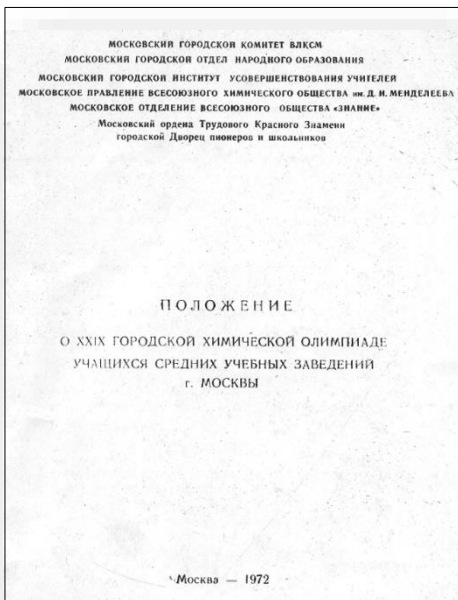 МОСКОВСКИЙ ГОРОДСКОЙ КОМИТЕТ ВЛКСМ
МОСКОВСКИЙ ГОРОДСКОЙ ОТДЕЛ НАРОДНОГО ОБРАЗОВАНИЯ
МОСКОВСКИЙ ГОРОДСКОЙ ИНСТИТУТ УСОВЕРШЕНСТВОВАНИЯ УЧИТЕЛЕЙ
МОСКОВСКОЕ ПРАВЛЕНИЕ ВСЕСОЮЗНОГО ХИМИЧЕСКОГО ОБЩЕСТВА им. Д. И. МЕНДЕЛЕЕВА
МОСКОВСКОЕ ОТДЕЛЕНИЕ ВСЕСОЮЗНОГО ОБЩЕСТВА «ЗНАНИЕ»
Московский ордена Трудового Красного Знамени
городской Дворец пионеров и школьников
ПОЛОЖЕНИЕ
О XXIX ГОРОДСКОЙ ХИМИЧЕСКОЙ ОЛИМПИАДЕ
УЧАЩИХСЯ СРЕДНИХ УЧЕБНЫХ ЗАВЕДЕНИЙ
г. МОСКВЫ
Москва — 1972